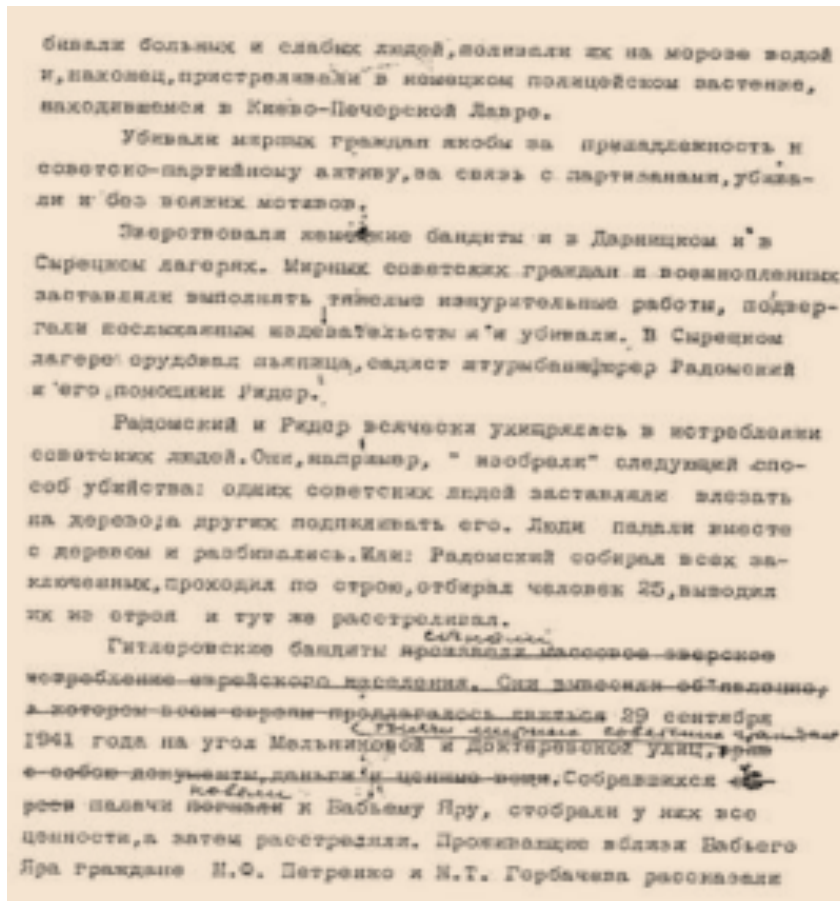 бивали больных и слабых людей,поливали их на морозе водой
и,наконец,пристреливали в немецком полицейском застенке,
находившемся в Киево-Печерской Лавре.
Убивали мирных граждан якобы за принадлежность к
советско-партийному активу,за связь с партизанами,убива-
ли и без всяких мотивов.
Зверствовали немецкие бандиты и в Дарницком и в
Сырецком лагерях. Мирных советских граждан и военнопленных
заставляли выполнять тяжелые изнурительные работы, подвер-
гали неслыханным издевательствам и убивали. В Сырецком
лагере орудовал пьяница,садист штурмбанфюрер Радомский
и его помощник Ридер.
Радомский и Ридер всячески ухищрялись в истреблении
советских людей.Они,например, " изобрели" следующий спо-
соб убийства: одних советских людей заставляли влезать
на дерево,а других подпиливать его. Люди падали вместе
с деревом и разбивались.Или: Радомский собирал всех за-
ключенных,проходил по строю,отбирал человек 25,выводил
их из строя и тут же расстреливал.
согнали
Гитлеровские бандиты произвели массовое зверское
истребление еврейского населения. Они вывесили объявление,
в котором всем евреям предлагалось явиться 29 сентября
тысячи мирных советских граждан
1941 года на угол Мельниковой и Доктеревской улиц, взяв
с собою документы,деньги и ценные вещи.Собравшихся ев-
повели
реев палачи погнали к Бабьему Яру, отобрали у них все
ценности,а затем расстреляли. Проживающие вблизи Бабьего
Яра граждане Н.Ф. Петренко и Н.Т. Горбачева рассказали